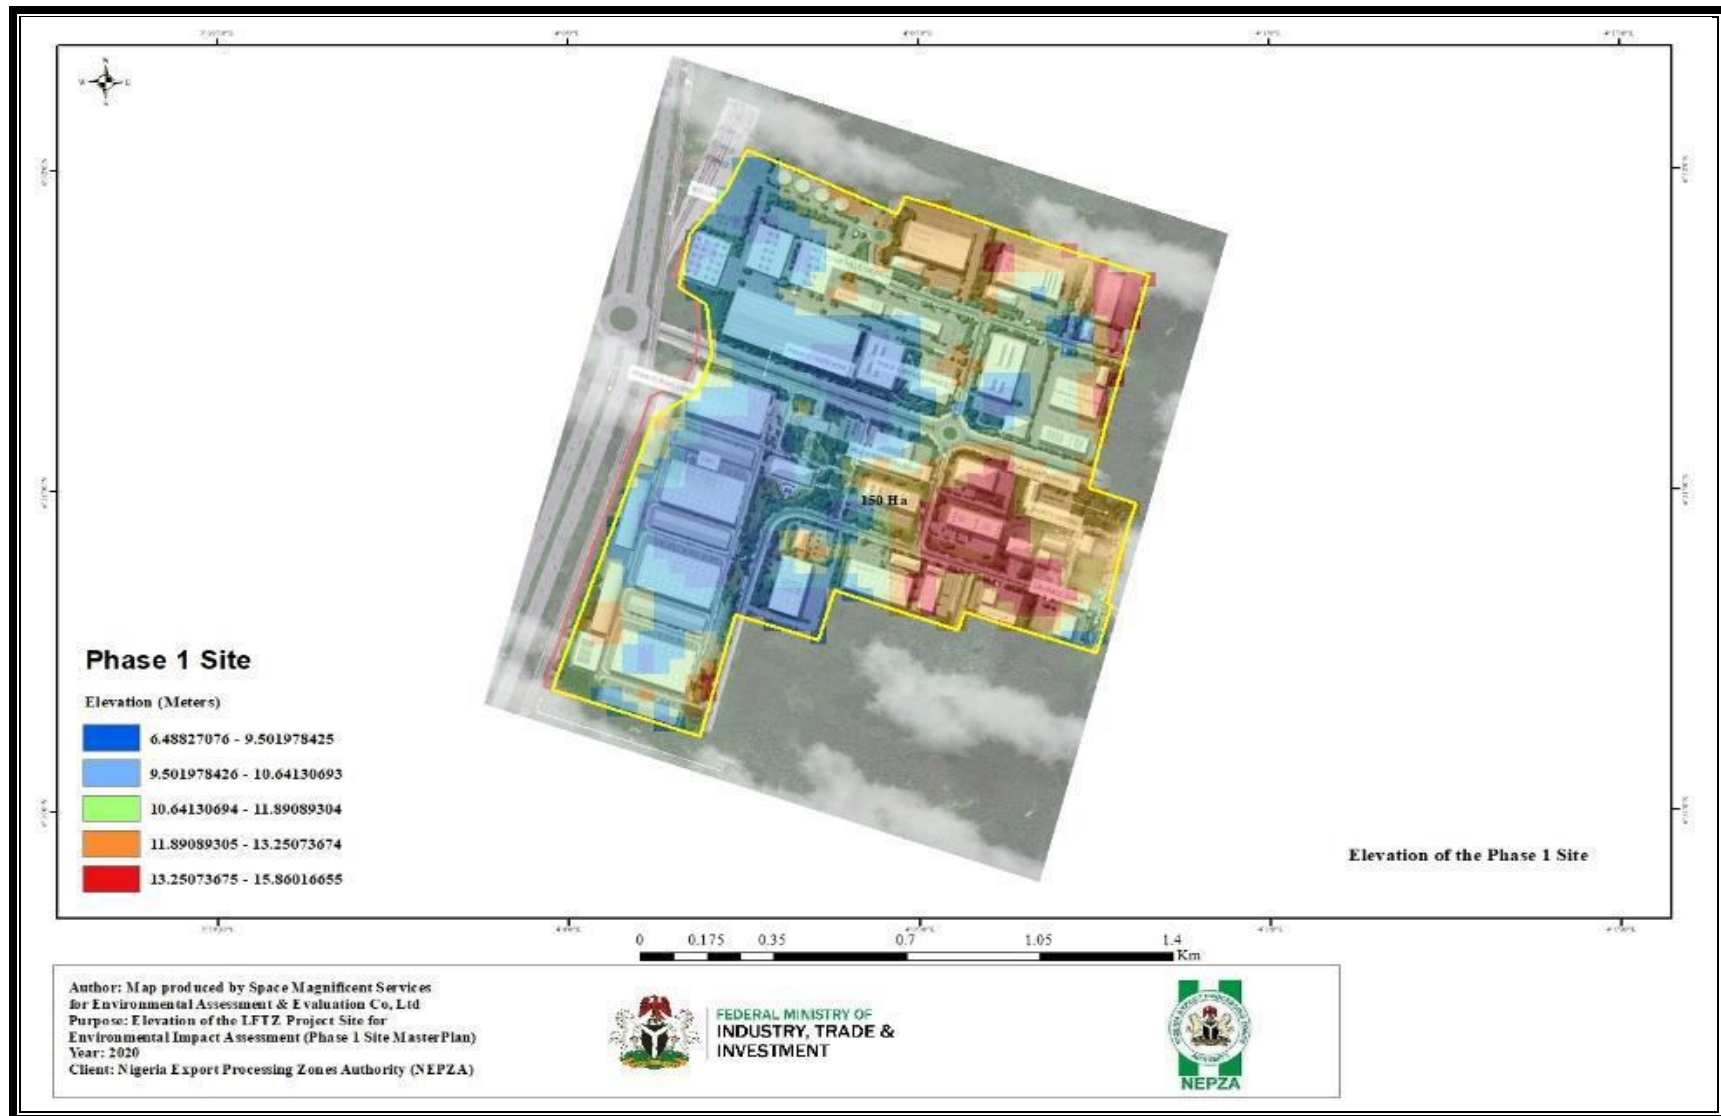 N
W
E
150 Ha
Phase 1 Site
Elevation (Meters)
6.48827076 - 9.501978425
9.501978426 - 10.64130693
10.64130694 - 11.89089304
11.89089305 - 13.25073674
13.25073675 - 15.86016655
Elevation of the Phase 1 Site
0 0.175 0.35 0.7 1.05 1.4
Km
Author: Map produced by Space Magnificent Services
for Environmental Assessment & Evaluation Co, Ltd
Purpose: Elevation of the LFTZ Project Site for
Environmental Impact Assessment (Phase 1 Site MasterPlan)
Year: 2020
Client: Nigeria Export Processing Zones Authority (NEPZA)
FEDERAL MINISTRY OF
INDUSTRY, TRADE &
INVESTMENT
NEPZA